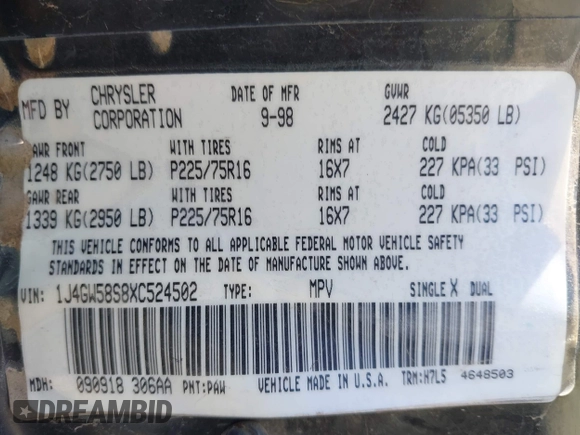 MFD BY CHRYSLER CORPORATION DATE OF MFR 9-98 GVWR 2427 KG(05350 LB)
GAWR FRONT WITH TIRES RIMS AT COLD
1248 KG(2750 LB) P225/75R16 16X7 227 KPA(33 PSI)
GAWR REAR WITH TIRES RIMS AT COLD
1339 KG(2950 LB) P225/75R16 16X7 227 KPA(33 PSI)
THIS VEHICLE CONFORMS TO ALL APPLICABLE FEDERAL MOTOR VEHICLE SAFETY
STANDARDS IN EFFECT ON THE DATE OF MANUFACTURE SHOWN ABOVE.
VIN: 1J4GW58S8XC524502 TYPE: MPV SINGLE X DUAL
MDH: 090918 306AA PNT:PAW VEHICLE MADE IN U.S.A. TRM:H7L5 4648503
DREAMBID